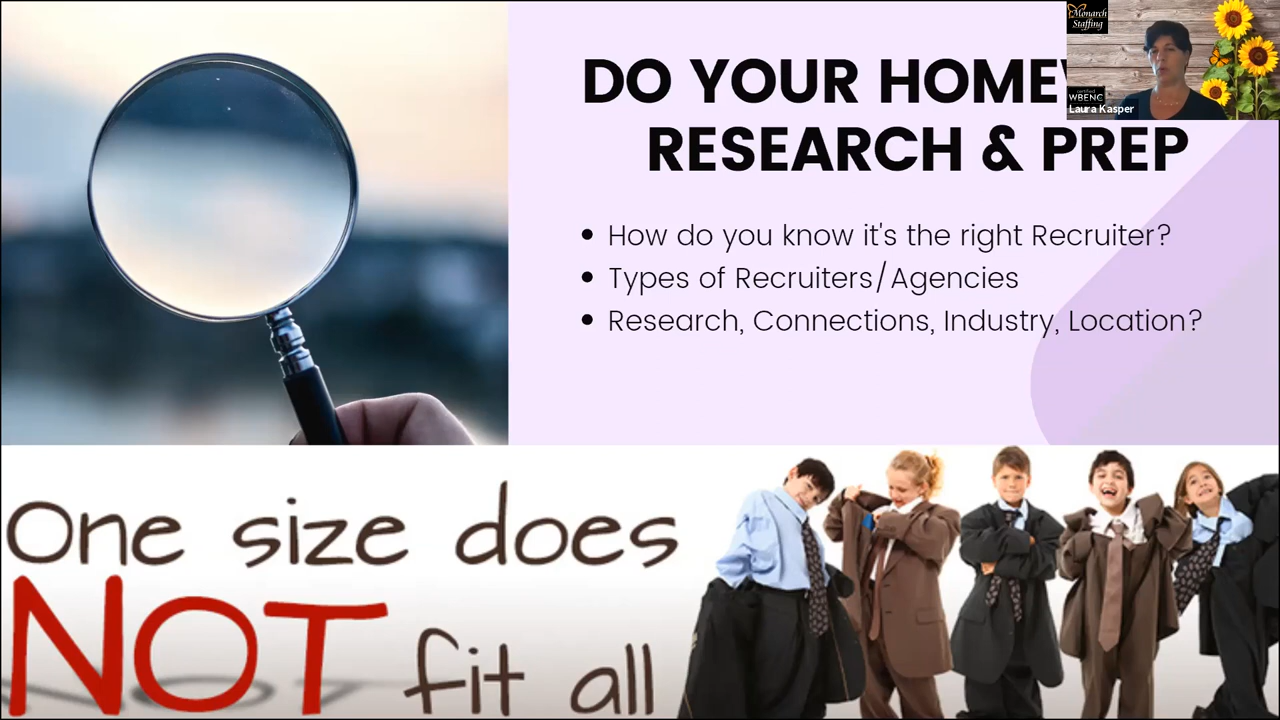 DO YOUR HOME
RESEARCH & PREP
• How do you know it's the right Recruiter?
• Types of Recruiters/Agencies
• Research, Connections, Industry, Location?
One size does
NOT
fit all
Monarch
Staffing
certified
WBENC
Laura Kasper